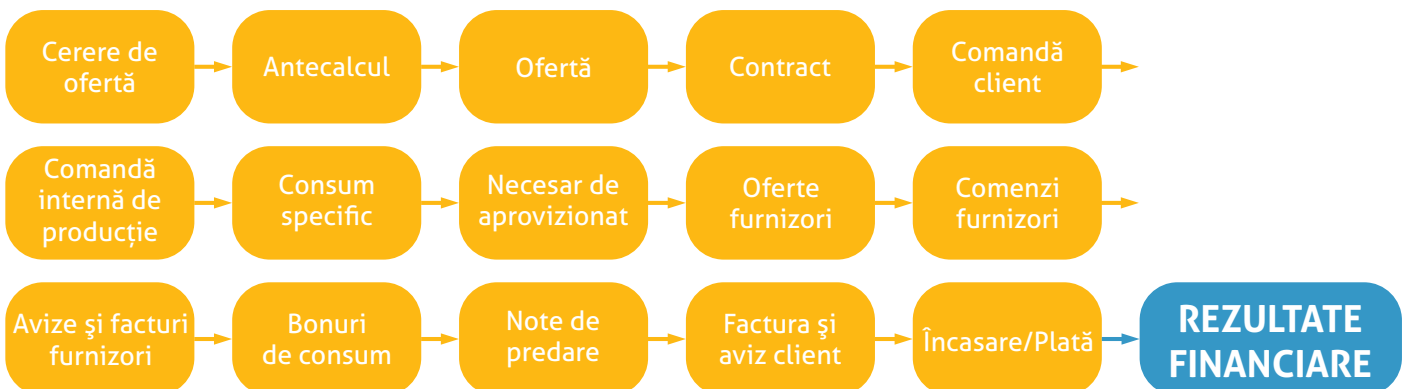 Cerere de
ofertă
Antecalcul
Ofertă
Contract
Comandă
client
Comandă
internă de
producție
Consum
specific
Necesar de
aprovizionat
Oferte
furnizori
Comenzi
furnizori
Avize şi facturi
furnizori
Bonuri
de consum
Note de
predare
Factura şi
aviz client
Încasare/Plată
REZULTATE
FINANCIARE